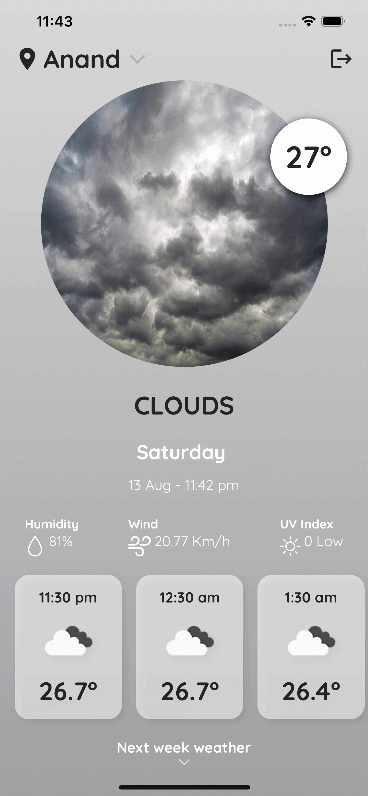 11:43
Anand
27°
CLOUDS
Saturday
13 Aug - 11:42 pm
Humidity Wind UV Index
81% 20.77 Km/h 0 Low
11:30 pm 12:30 am 1:30 am
26.7° 26.7° 26.4°
Next week weather